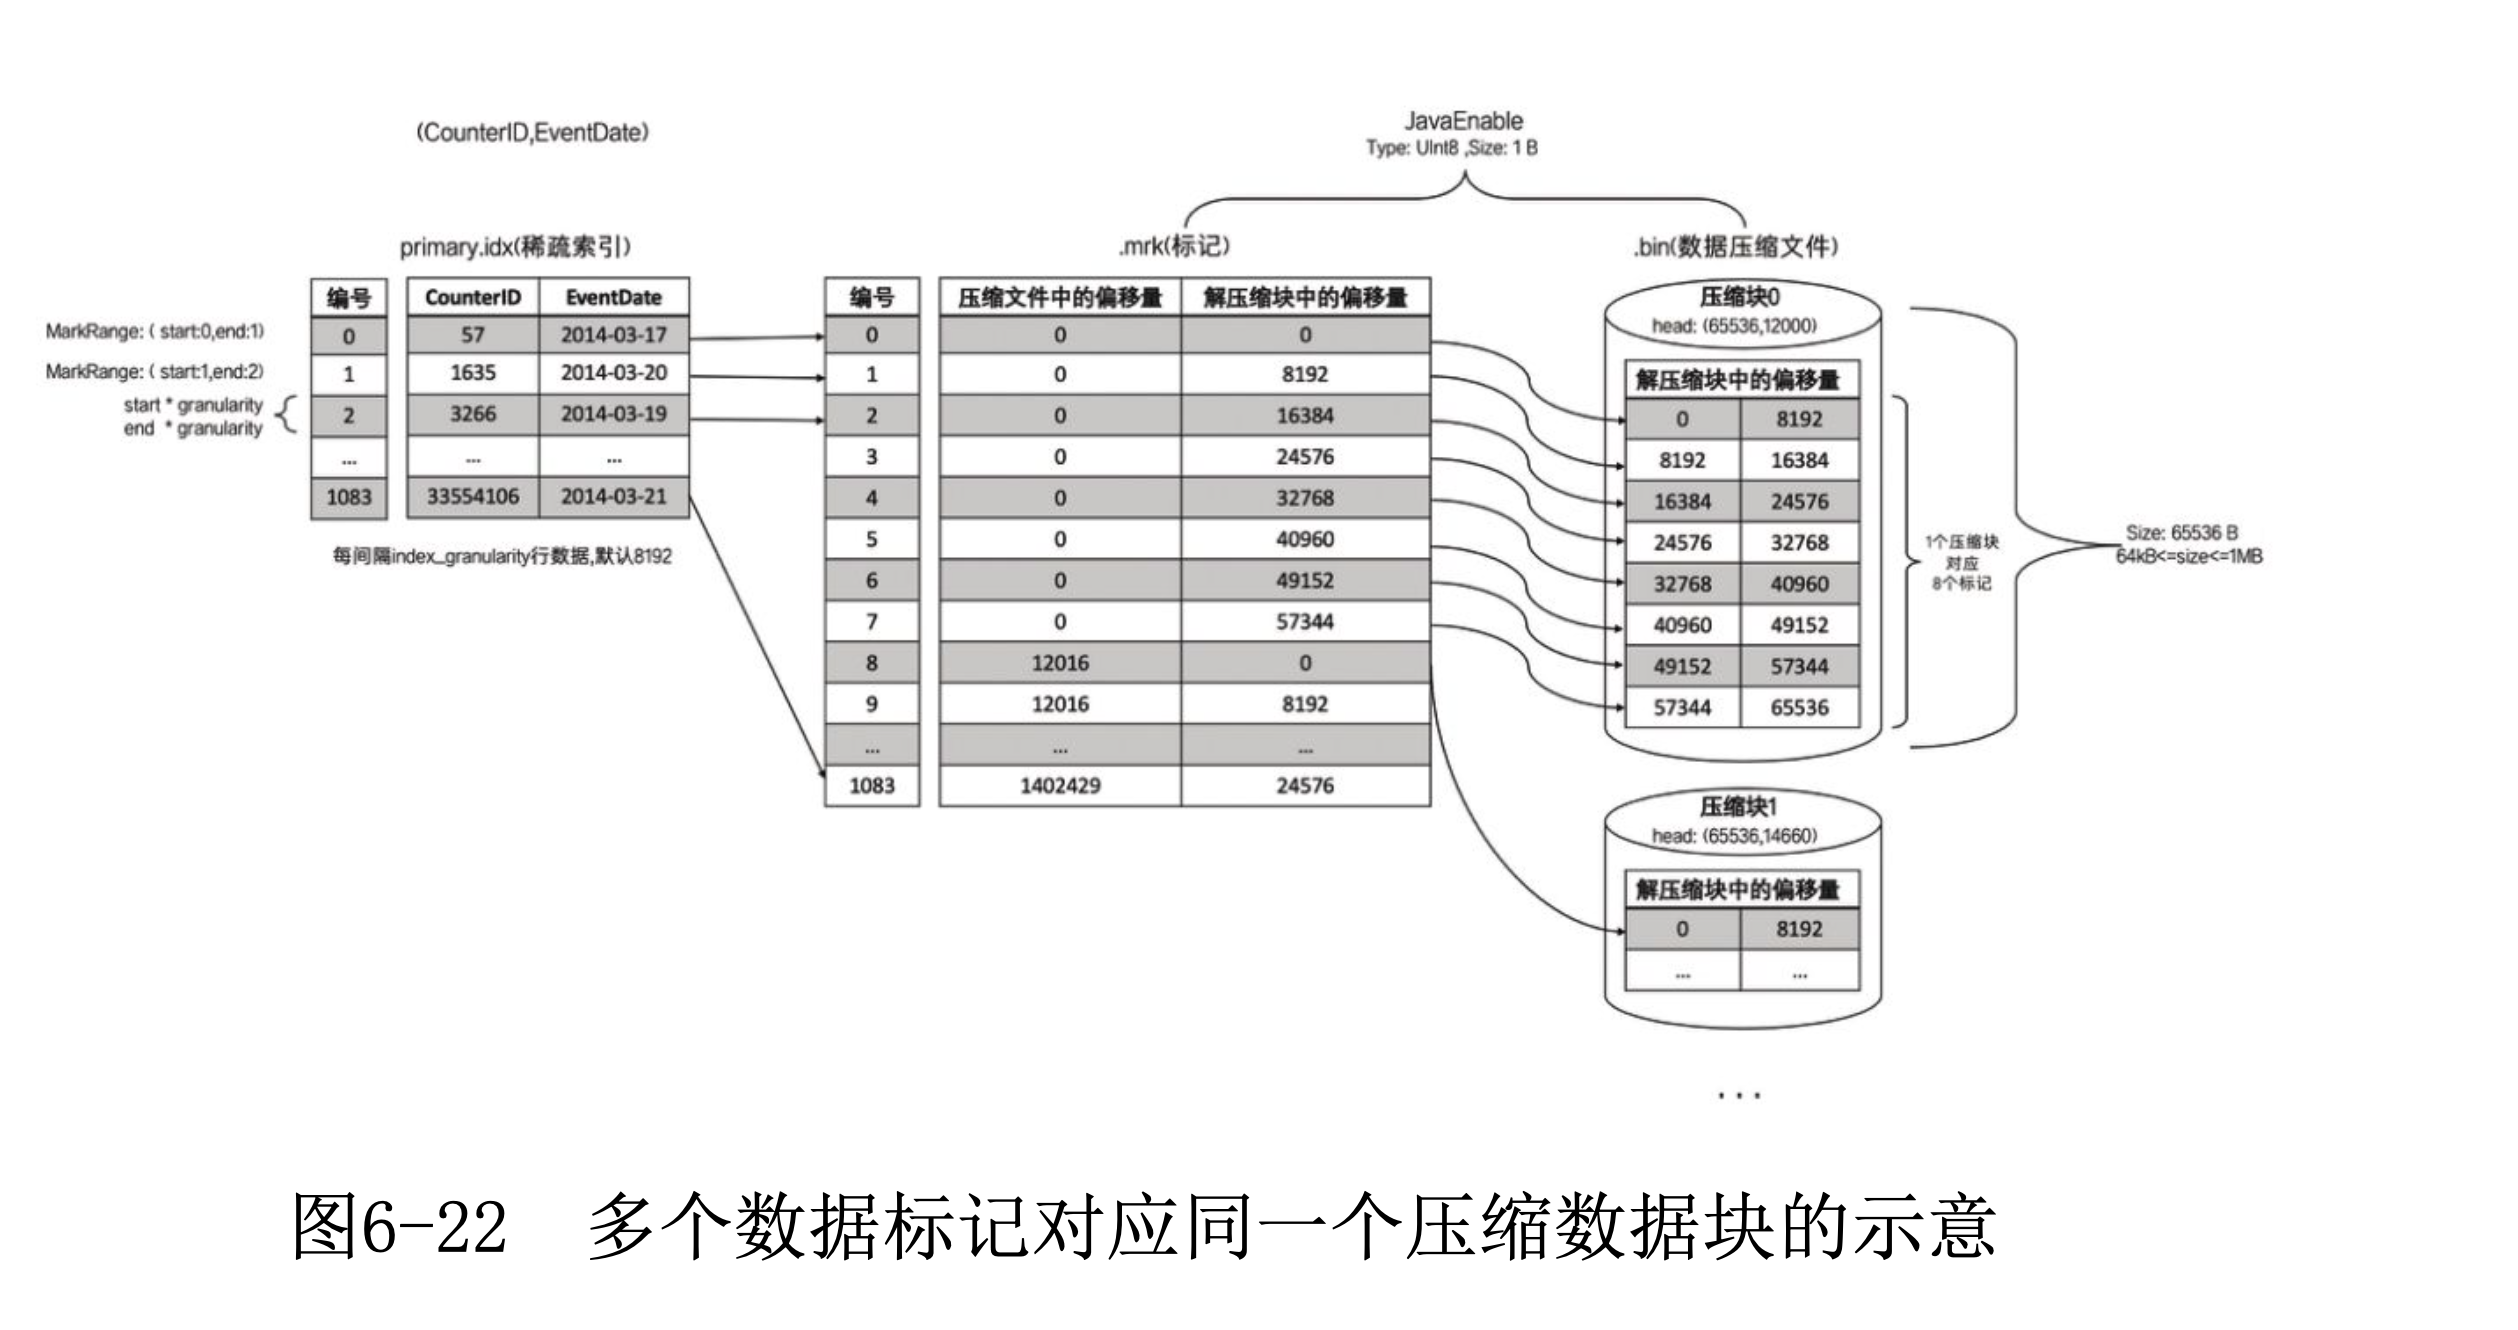 (CounterID,EventDate)
JavaEnable
Type: UInt8 ,Size: 1 B
primary.idx(稀疏索引)
.mrk(标记)
.bin(数据压缩文件)
编号 CounterID EventDate
MarkRange: ( start:0,end:1)
0 57 2014-03-17
MarkRange: ( start:1,end:2)
1 1635 2014-03-20
start * granularity
end * granularity
2 3266 2014-03-19
... ... ...
1083 33554106 2014-03-21
每间隔index_granularity行数据,默认8192
编号 压缩文件中的偏移量 解压缩块中的偏移量
0 0 0
1 0 8192
2 0 16384
3 0 24576
4 0 32768
5 0 40960
6 0 49152
7 0 57344
8 12016 0
9 12016 8192
... ... ...
1083 1402429 24576
压缩块0
head: (65536,12000)
解压缩块中的偏移量
0 8192
8192 16384
16384 24576
24576 32768
32768 40960
40960 49152
49152 57344
57344 65536
1个压缩块
对应
8个标记
Size: 65536 B
64kB<=size<=1MB
压缩块1
head: (65536,14660)
解压缩块中的偏移量
0 8192
... ...
...
图6-22 多个数据标记对应同一个压缩数据块的示意